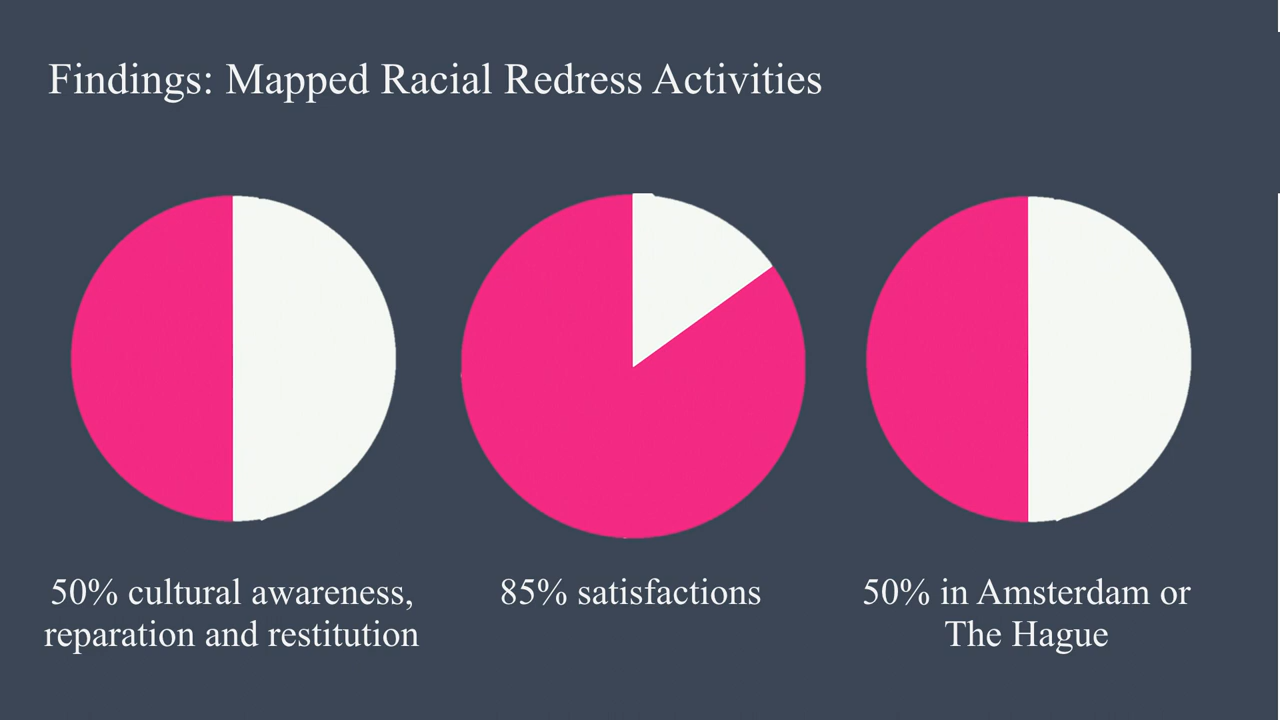 Findings: Mapped Racial Redress Activities
50% cultural awareness,
reparation and restitution
85% satisfactions
50% in Amsterdam or
The Hague